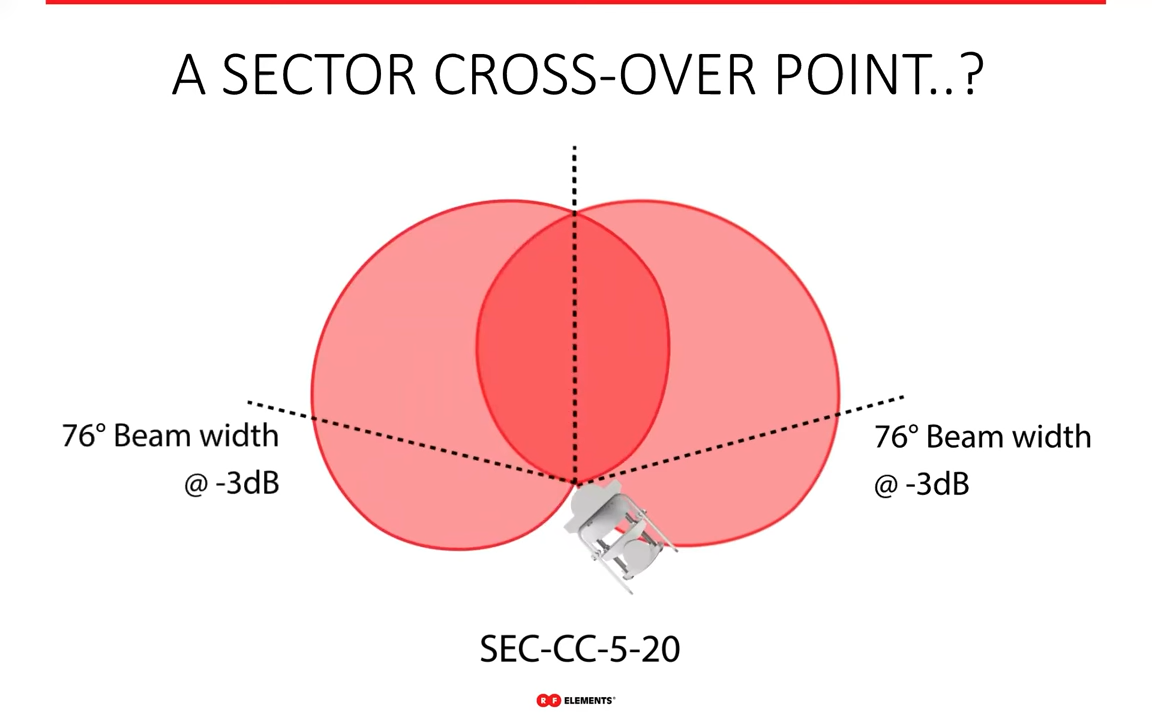 A SECTOR CROSS-OVER POINT..?
76° Beam width
@ -3dB
76° Beam width
@ -3dB
SEC-CC-5-20
RF ELEMENTS®